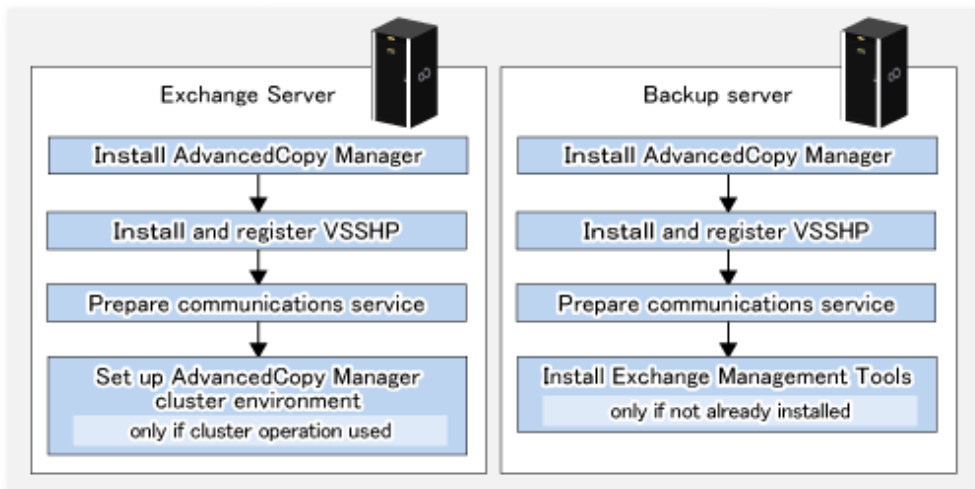 Exchange Server
Install AdvancedCopy Manager
Install and register VSSHP
Prepare communications service
Set up AdvancedCopy Manager
cluster environment
only if cluster operation used
Backup server
Install AdvancedCopy Manager
Install and register VSSHP
Prepare communications service
Install Exchange Management Tools
only if not already installed